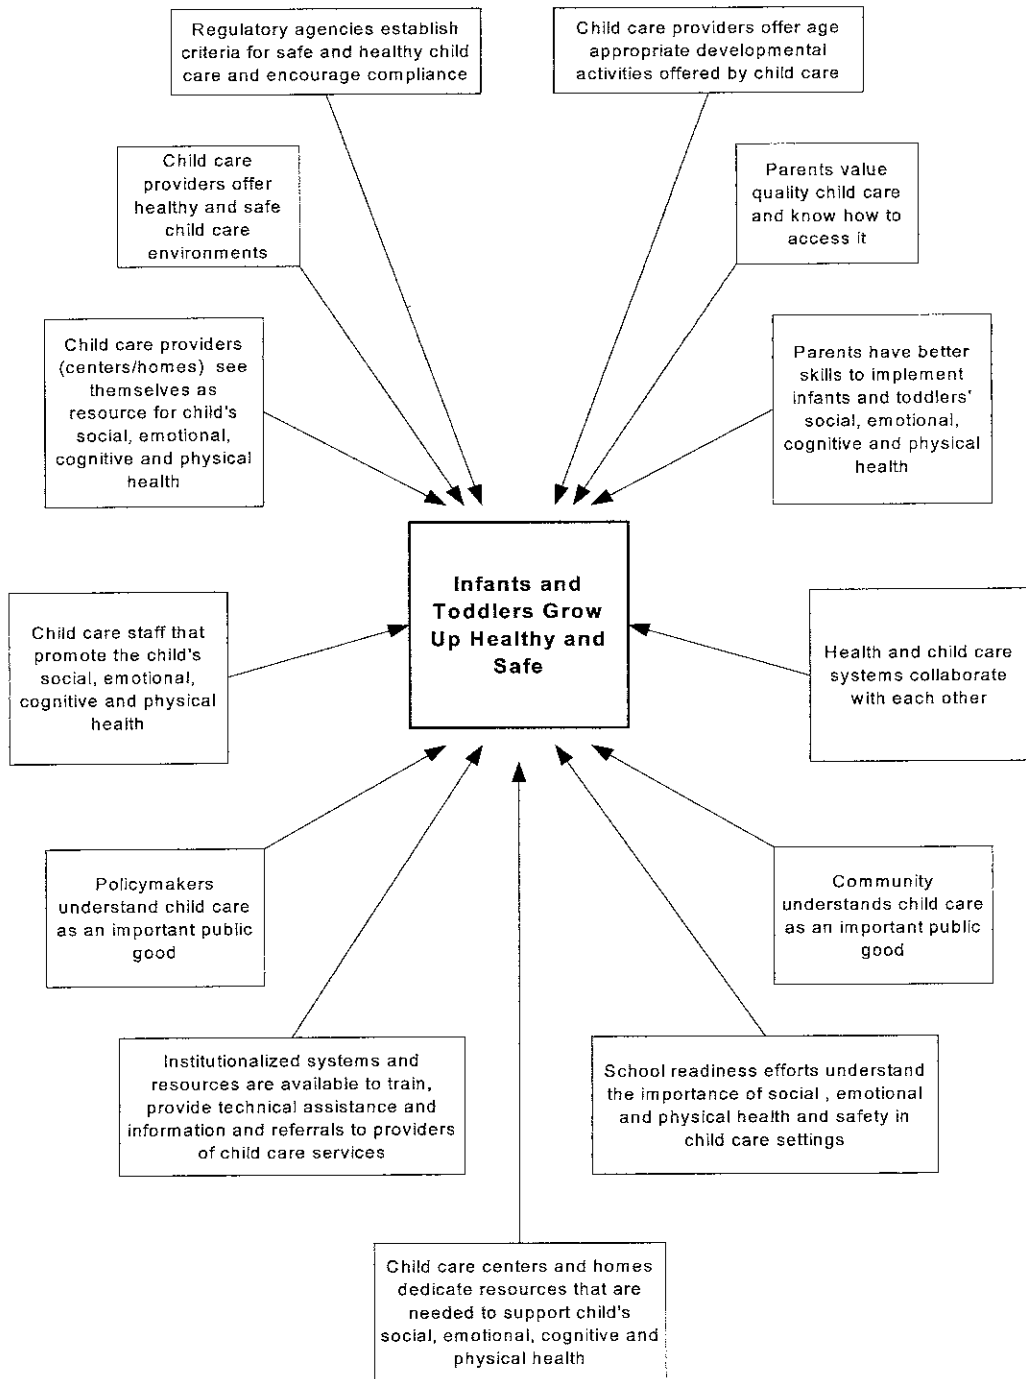 Regulatory agencies establish
criteria for safe and healthy child
care and encourage compliance
Child care providers offer age
appropriate developmental
activities offered by child care
Child care
providers offer
healthy and safe
child care
environments
Parents value
quality child care
and know how to
access it
Child care providers
(centers/homes) see
themselves as
resource for child's
social, emotional,
cognitive and physical
health
Parents have better
skills to implement
infants and toddlers'
social, emotional,
cognitive and physical
health
Infants and
Toddlers Grow
Up Healthy and
Safe
Child care staff that
promote the child's
social, emotional,
cognitive and physical
health
Health and child care
systems collaborate
with each other
Policymakers
understand child care
as an important public
good
Community
understands child care
as an important public
good
Institutionalized systems and
resources are available to train,
provide technical assistance and
information and referrals to providers
of child care services
School readiness efforts understand
the importance of social , emotional
and physical health and safety in
child care settings
Child care centers and homes
dedicate resources that are
needed to support child's
social, emotional, cognitive and
physical health